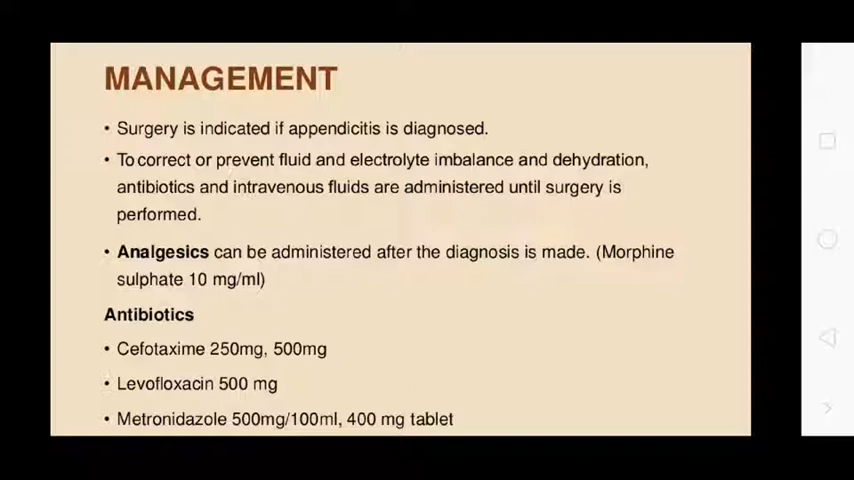 MANAGEMENT
• Surgery is indicated if appendicitis is diagnosed.
• To correct or prevent fluid and electrolyte imbalance and dehydration,
antibiotics and intravenous fluids are administered until surgery is
performed.
• Analgesics can be administered after the diagnosis is made. (Morphine
sulphate 10 mg/ml)
Antibiotics
• Cefotaxime 250mg, 500mg
• Levofloxacin 500 mg
• Metronidazole 500mg/100ml, 400 mg tablet